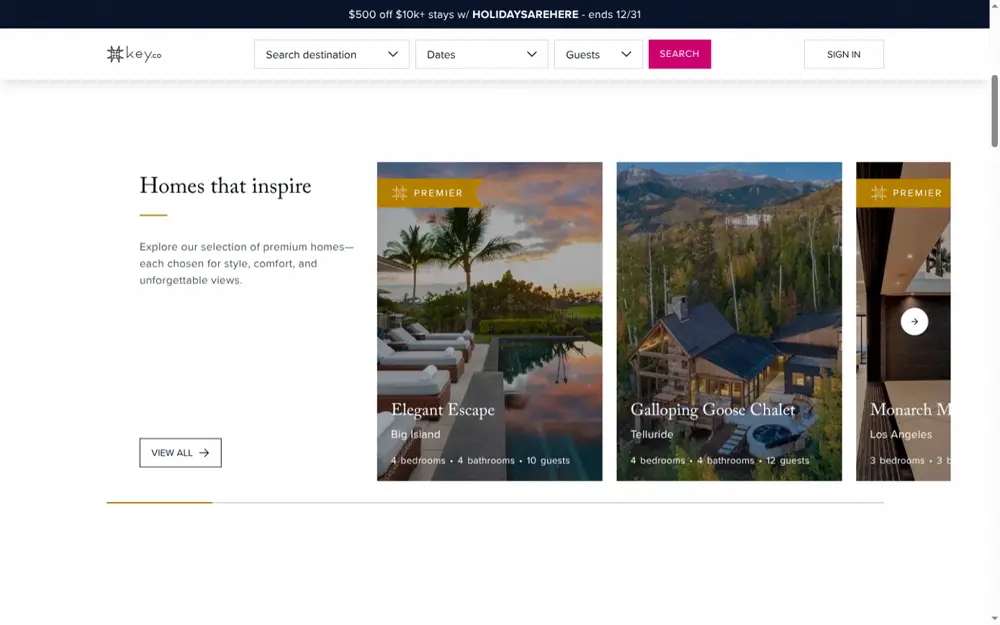 $500 off $10k+ stays w/ HOLIDAYSAREHERE - ends 12/31
key.co
Search destination
Dates
Guests
SEARCH
SIGN IN
Homes that inspire
Explore our selection of premium homes—
each chosen for style, comfort, and
unforgettable views.
VIEW ALL
PREMIER
Elegant Escape
Big Island
4 bedrooms • 4 bathrooms • 10 guests
Galloping Goose Chalet
Telluride
4 bedrooms • 4 bathrooms • 12 guests
PREMIER
Monarch M
Los Angeles
3 bedrooms • 3 b